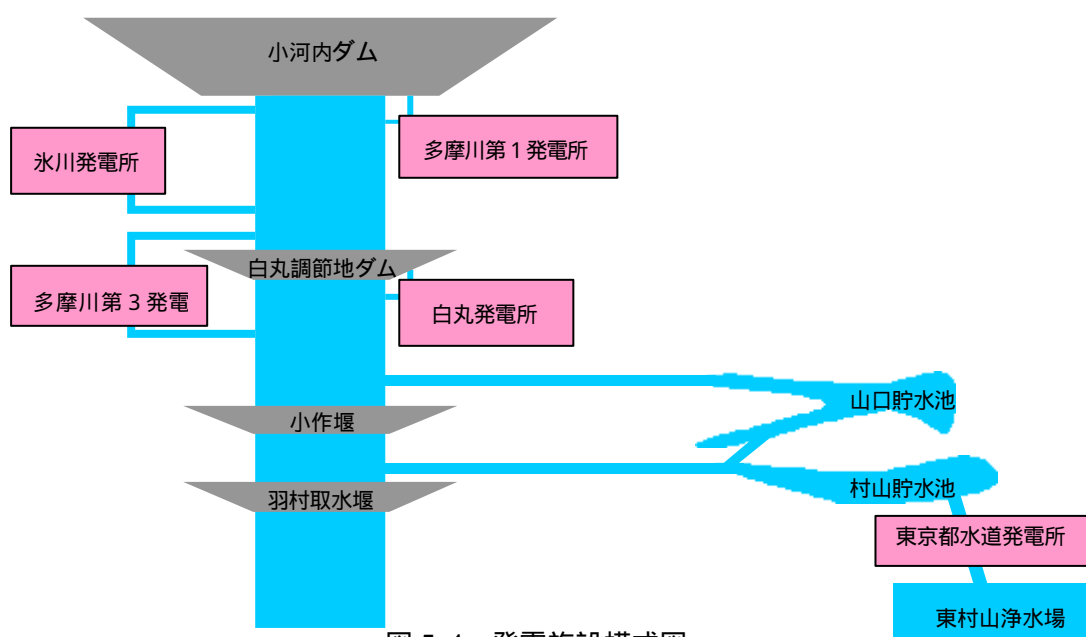 小河内ダム
多摩川第1発電所
氷川発電所
白丸調節地ダム
多摩川第3発電
白丸発電所
山口貯水池
小作堰
村山貯水池
羽村取水堰
東京都水道発電所
東村山浄水場